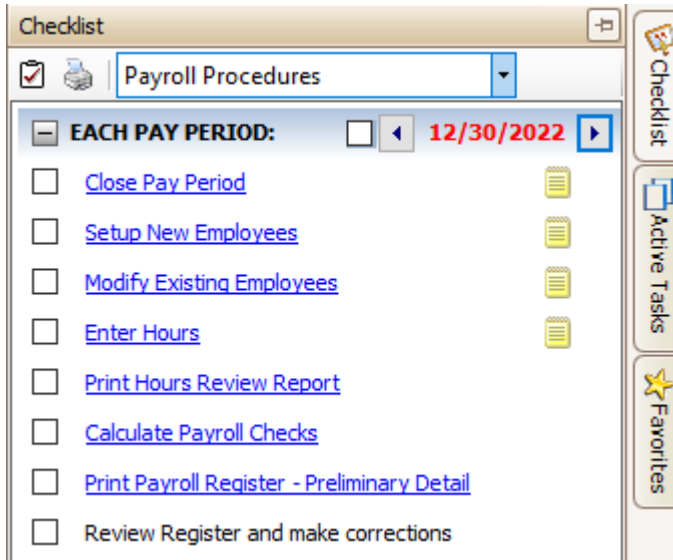 Checklist
Payroll Procedures
EACH PAY PERIOD: 12/30/2022
Close Pay Period
Setup New Employees
Modify Existing Employees
Enter Hours
Print Hours Review Report
Calculate Payroll Checks
Print Payroll Register - Preliminary Detail
Review Register and make corrections
Checklist
Active Tasks
Favorites